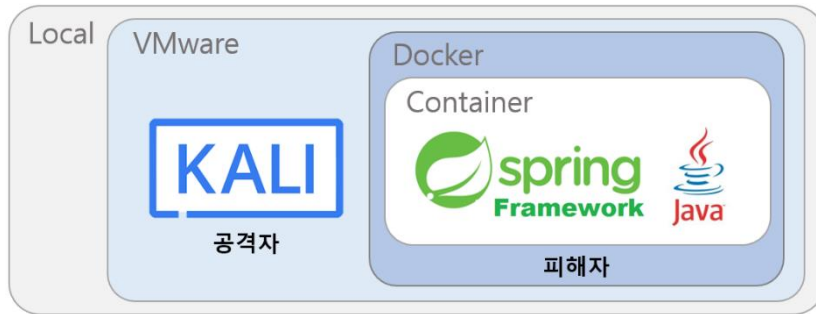 Local
VMware
Docker
Container
KALI
spring
Framework
Java
공격자
피해자